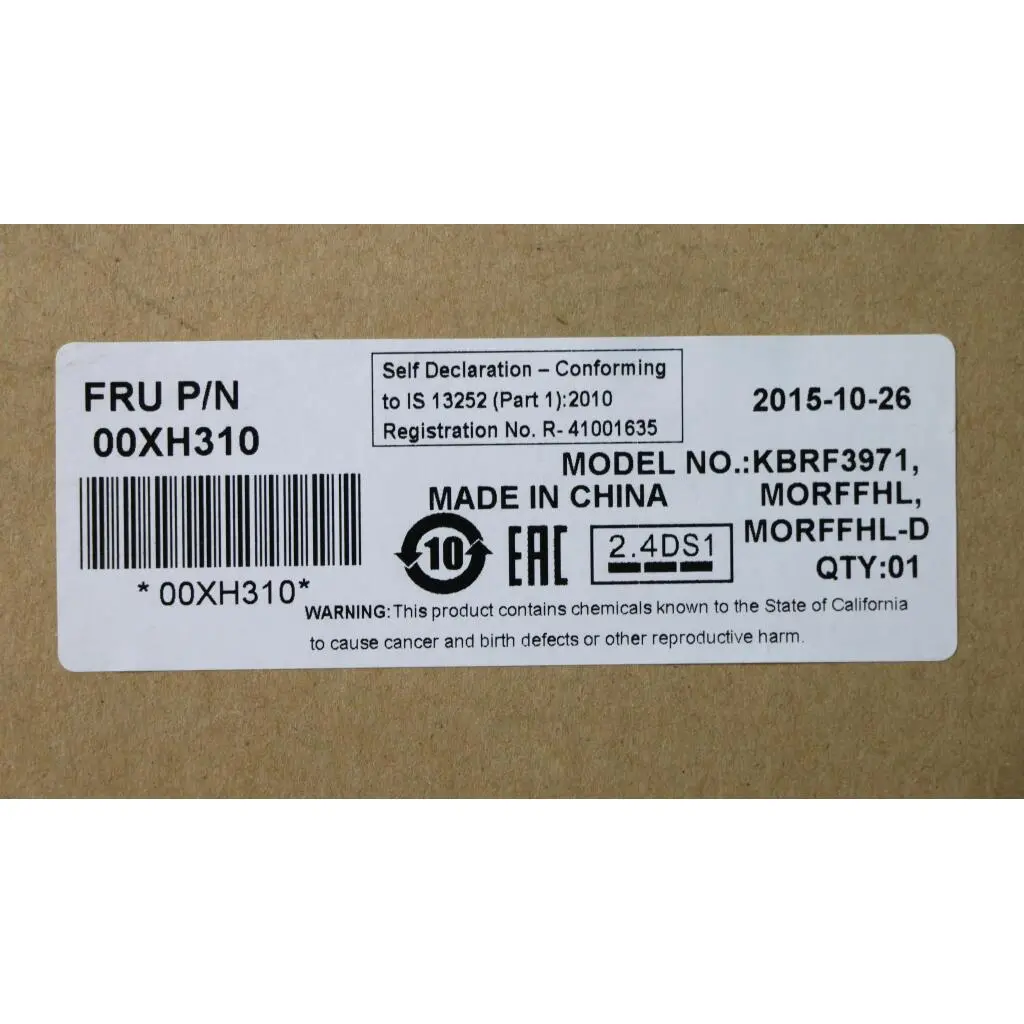 FRU P/N
00XH310
*00XH310*
Self Declaration – Conforming
to IS 13252 (Part 1):2010
Registration No. R- 41001635
2015-10-26
MODEL NO.:KBRF3971,
MORFFHL,
MORFFHL-D
QTY:01
MADE IN CHINA
10
EAC
2.4DS1
WARNING:This product contains chemicals known to the State of California
to cause cancer and birth defects or other reproductive harm.